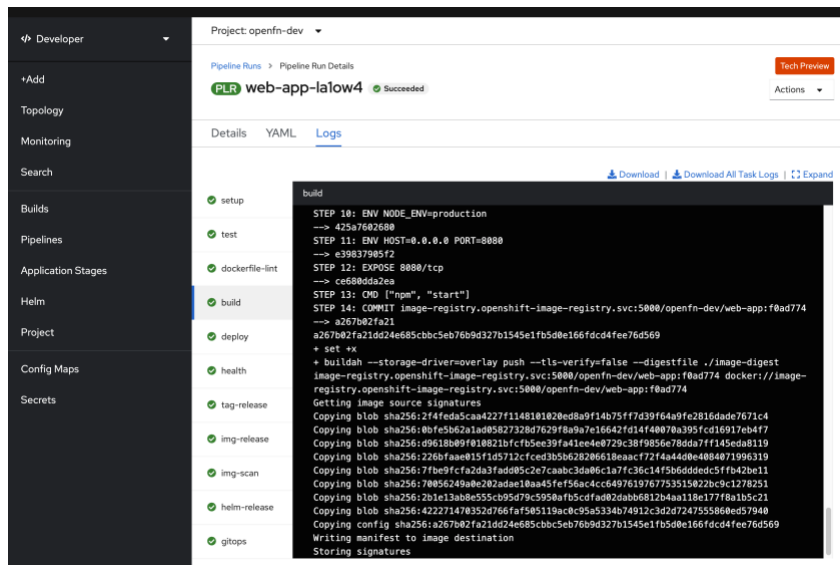 Developer
+Add
Topology
Monitoring
Search
Builds
Pipelines
Application Stages
Helm
Project
Config Maps
Secrets
Project: openfn-dev
Pipeline Runs > Pipeline Run Details
PLR web-app-la1ow4 Succeeded
Tech Preview
Actions
Details YAML Logs
Download | Download All Task Logs | Expand
setup
test
dockerfile-lint
build
deploy
health
tag-release
img-release
img-scan
helm-release
gitops
build
STEP 10: ENV NODE_ENV=production
--> 425a7602680
STEP 11: ENV HOST=0.0.0.0 PORT=8080
--> e39837905f2
STEP 12: EXPOSE 8080/tcp
--> ce680dda2ea
STEP 13: CMD ["npm", "start"]
STEP 14: COMMIT image-registry.openshift-image-registry.svc:5000/openfn-dev/web-app:f0ad774
--> a267b02fa21
a267b02fa21dd24e685cbbc5eb76b9d327b1545e1fb5d0e166fdcd4fee76d569
+ set +x
+ buildah --storage-driver=overlay push --tls-verify=false --digestfile ./image-digest
image-registry.openshift-image-registry.svc:5000/openfn-dev/web-app:f0ad774 docker://image-
registry.openshift-image-registry.svc:5000/openfn-dev/web-app:f0ad774
Getting image source signatures
Copying blob sha256:2f4feda5caa4227f1148101020ed8a9f14b75ff7d39f64a9fe2816dade7671c4
Copying blob sha256:0bfe5b62a1ad05827328d7629f8a9a7e16642fd14f40070a395fcd16917eb4f7
Copying blob sha256:d9618b09f010821bfcfb5ee39fa41ee4e0729c38f9856e78dda7ff145eda8119
Copying blob sha256:226bfaae015f1d5712cfced3b5b628206618eaacf72f4a44d0e4084071996319
Copying blob sha256:7fbe9fcfa2da3fadd05c2e7caabc3da06c1a7fc36c14f5b6dddedc5ffb42be11
Copying blob sha256:70056249a0e202adae10aa45fef56ac4cc6497619767753515022bc9c1278251
Copying blob sha256:2b1e13ab8e555cb95d79c5950afb5cdfad02dabb6812b4aa118e177f8a1b5c21
Copying blob sha256:422271470352d766faf505119ac0c95a5334b74912c3d2d7247555860ed57940
Copying config sha256:a267b02fa21dd24e685cbbc5eb76b9d327b1545e1fb5d0e166fdcd4fee76d569
Writing manifest to image destination
Storing signatures